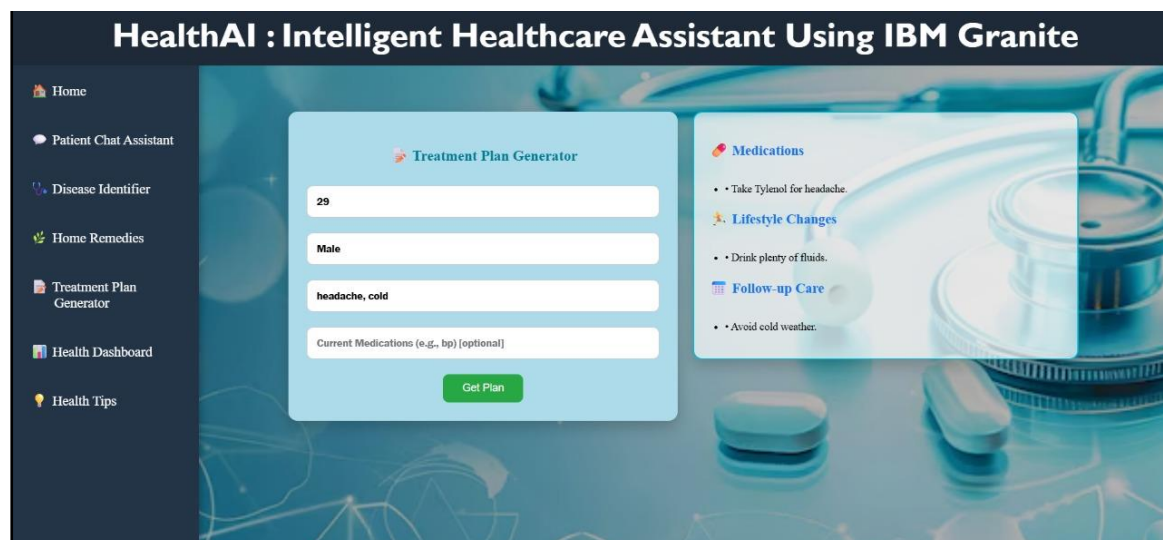 HealthAI : Intelligent Healthcare Assistant Using IBM Granite
Home
Patient Chat Assistant
Disease Identifier
Home Remedies
Treatment Plan
Generator
Health Dashboard
Health Tips
Treatment Plan Generator
29
Male
headache, cold
Current Medications (e.g., bp) [optional]
Get Plan
Medications
• • Take Tylenol for headache.
Lifestyle Changes
• • Drink plenty of fluids.
Follow-up Care
• • Avoid cold weather.